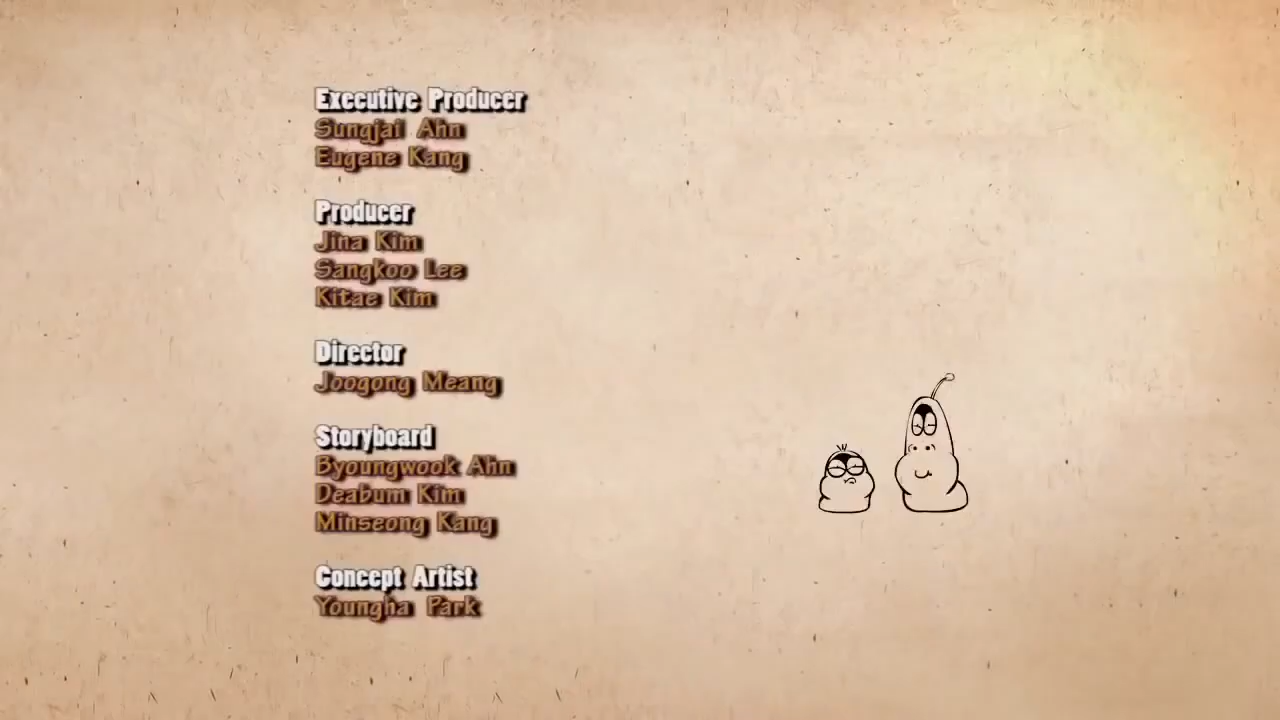 Executive Producer
Sungjai Ahn
Eugene Kang
Producer
Jina Kim
Sangkoo Lee
Kitae Kim
Director
Joogong Meang
Storyboard
Byoungwook Ahn
Deabum Kim
Minseong Kang
Concept Artist
Youngha Park